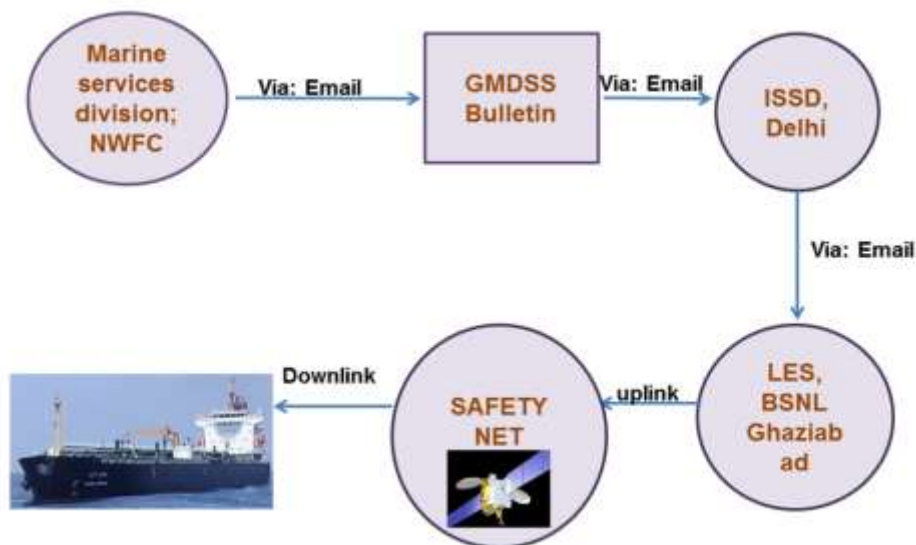 Marine
services
division;
NWFC
Via: Email
GMDSS
Bulletin
Via: Email
ISSD,
Delhi
Via: Email
LES,
BSNL
Ghaziab
ad
uplink
SAFETY
NET
Downlink